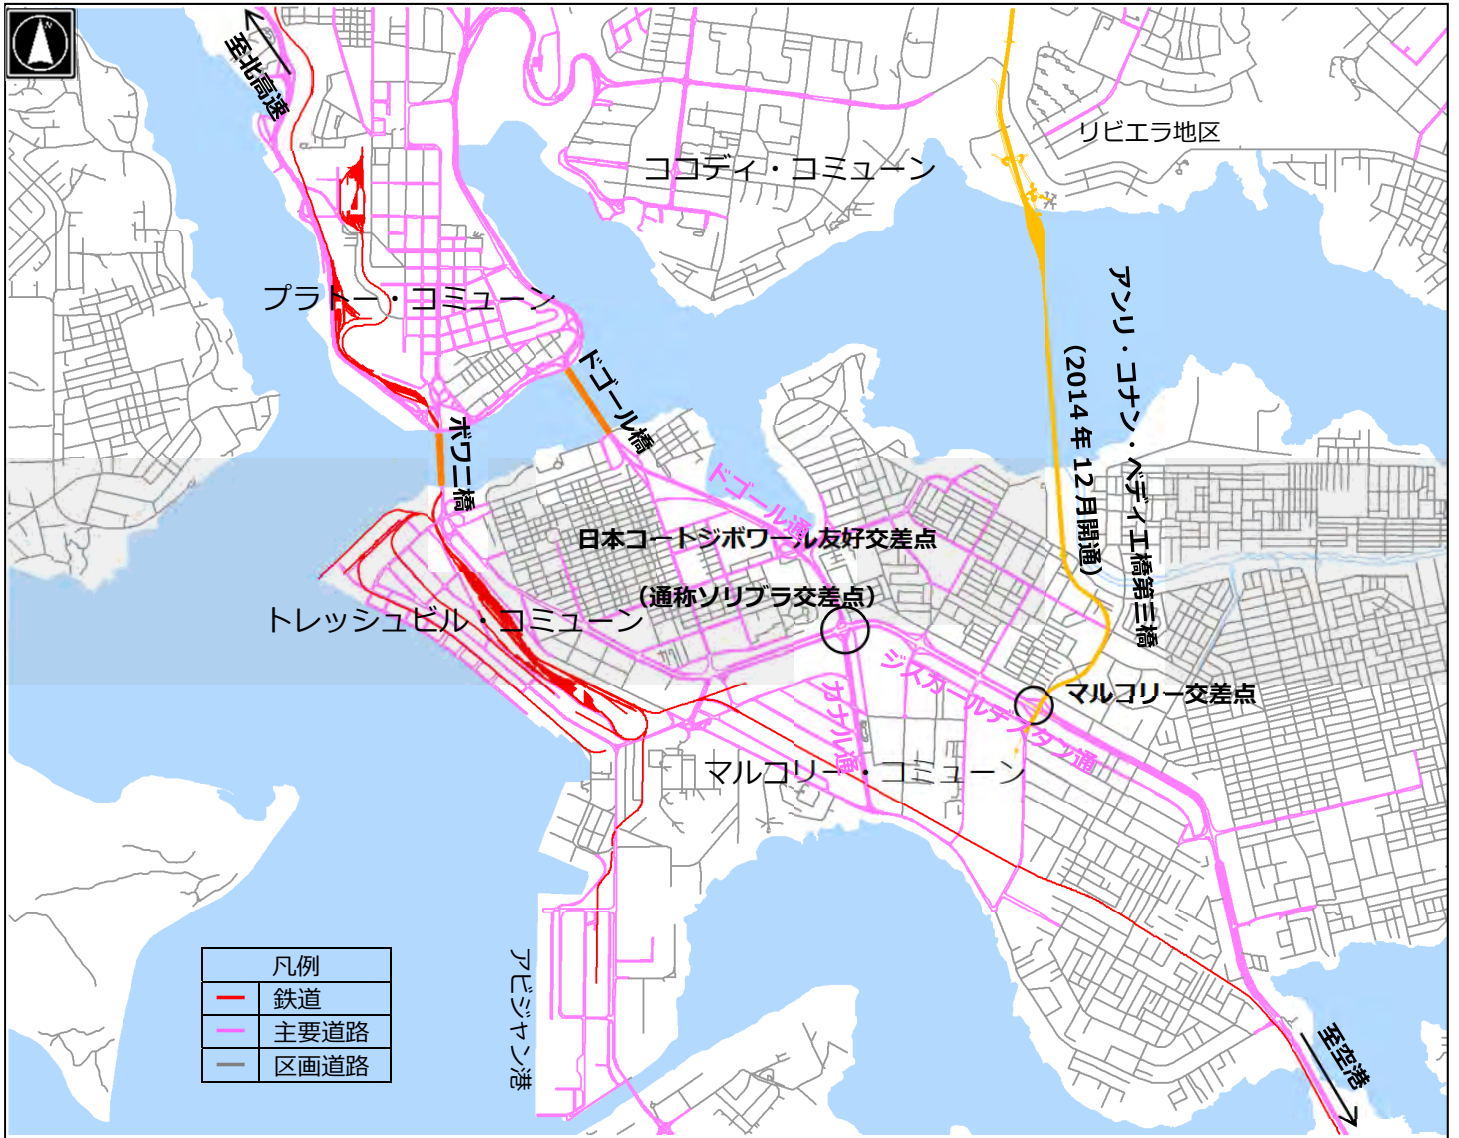 N
至北高速
リビエラ地区
ココディ・コミューン
プラトー・コミューン
アンリ・コナン・ベディエ橋第三橋
(2014年12月開通)
ドゴール橋
ボワニ橋
ドゴール通
日本コートジボワール友好交差点
(通称ソリブラ交差点)
トレッシュビル・コミューン
ジスカールデスタン通
カナル通
マルコリー交差点
マルコリー・コミューン
アビジャン港
凡例
鉄道
主要道路
区画道路
至空港